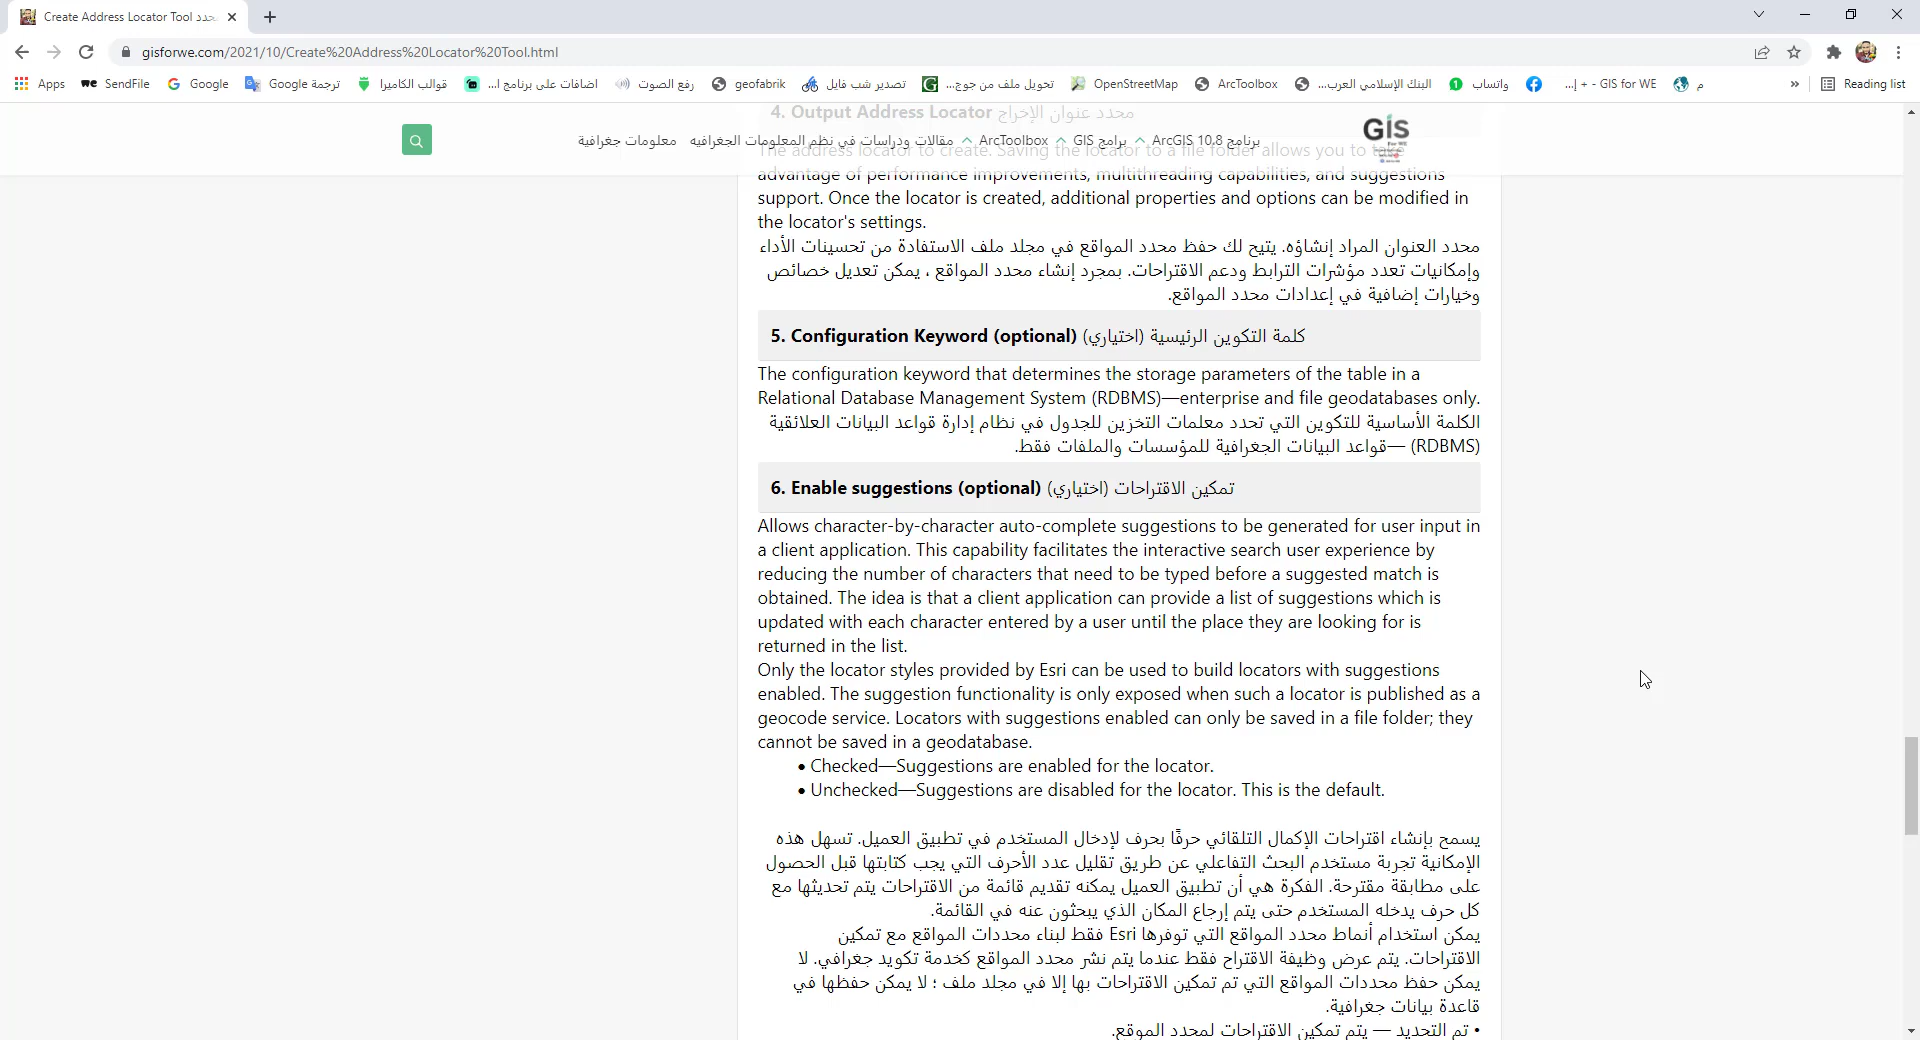 Create Address Locator Tool محدد
gisforwe.com/2021/10/Create%20Address%20Locator%20Tool.html
Apps
SendFile
Google
ترجمة Google
قوالب الكاميرا
اضافات على برنامج ا...
رفع الصوت
geofabrik
تصدير شب فايل
تحويل ملف من جوج...
OpenStreetMap
ArcToolbox
البنك الإسلامي العرب...
واتساب
GIS for WE - + إ...
م
Reading list
4. Output Address Locator محدد عنوان الإخراج
برنامج ArcGIS 10.8
برامج GIS
ArcToolbox
مقالات ودراسات في نظم المعلومات الجغرافيه
معلومات جغرافية
GIS
The address locator to create. Saving the locator to a file folder allows you to take
advantage of performance improvements, multithreading capabilities, and suggestions
support. Once the locator is created, additional properties and options can be modified in
the locator's settings.
محدد العنوان المراد إنشاؤه. يتيح لك حفظ محدد المواقع في مجلد ملف الاستفادة من تحسينات الأداء
وإمكانيات تعدد مؤشرات الترابط ودعم الاقتراحات. بمجرد إنشاء محدد المواقع ، يمكن تعديل خصائص
وخيارات إضافية في إعدادات محدد المواقع.
5. Configuration Keyword (optional) كلمة التكوين الرئيسية (اختياري)
The configuration keyword that determines the storage parameters of the table in a
Relational Database Management System (RDBMS)—enterprise and file geodatabases only.
الكلمة الأساسية للتكوين التي تحدد معلمات التخزين للجدول في نظام إدارة قواعد البيانات العلائقية
(RDBMS) —قواعد البيانات الجغرافية للمؤسسات والملفات فقط.
6. Enable suggestions (optional) تمكين الاقتراحات (اختياري)
Allows character-by-character auto-complete suggestions to be generated for user input in
a client application. This capability facilitates the interactive search user experience by
reducing the number of characters that need to be typed before a suggested match is
obtained. The idea is that a client application can provide a list of suggestions which is
updated with each character entered by a user until the place they are looking for is
returned in the list.
Only the locator styles provided by Esri can be used to build locators with suggestions
enabled. The suggestion functionality is only exposed when such a locator is published as a
geocode service. Locators with suggestions enabled can only be saved in a file folder; they
cannot be saved in a geodatabase.
• Checked—Suggestions are enabled for the locator.
• Unchecked—Suggestions are disabled for the locator. This is the default.
يسمح بإنشاء اقتراحات الإكمال التلقائي حرفًا بحرف لإدخال المستخدم في تطبيق العميل. تسهل هذه
الإمكانية تجربة مستخدم البحث التفاعلي عن طريق تقليل عدد الأحرف التي يجب كتابتها قبل الحصول
على مطابقة مقترحة. الفكرة هي أن تطبيق العميل يمكنه تقديم قائمة من الاقتراحات يتم تحديثها مع
كل حرف يدخله المستخدم حتى يتم إرجاع المكان الذي يبحثون عنه في القائمة.
يمكن استخدام أنماط محدد المواقع التي توفرها Esri فقط لبناء محددات المواقع مع تمكين
الاقتراحات. يتم عرض وظيفة الاقتراح فقط عندما يتم نشر محدد المواقع كخدمة تكويد جغرافي. لا
يمكن حفظ محددات المواقع التي تم تمكين الاقتراحات بها إلا في مجلد ملف ؛ لا يمكن حفظها في
قاعدة بيانات جغرافية.
• تم التحديد — يتم تمكين الاقتراحات لمحدد الموقع.